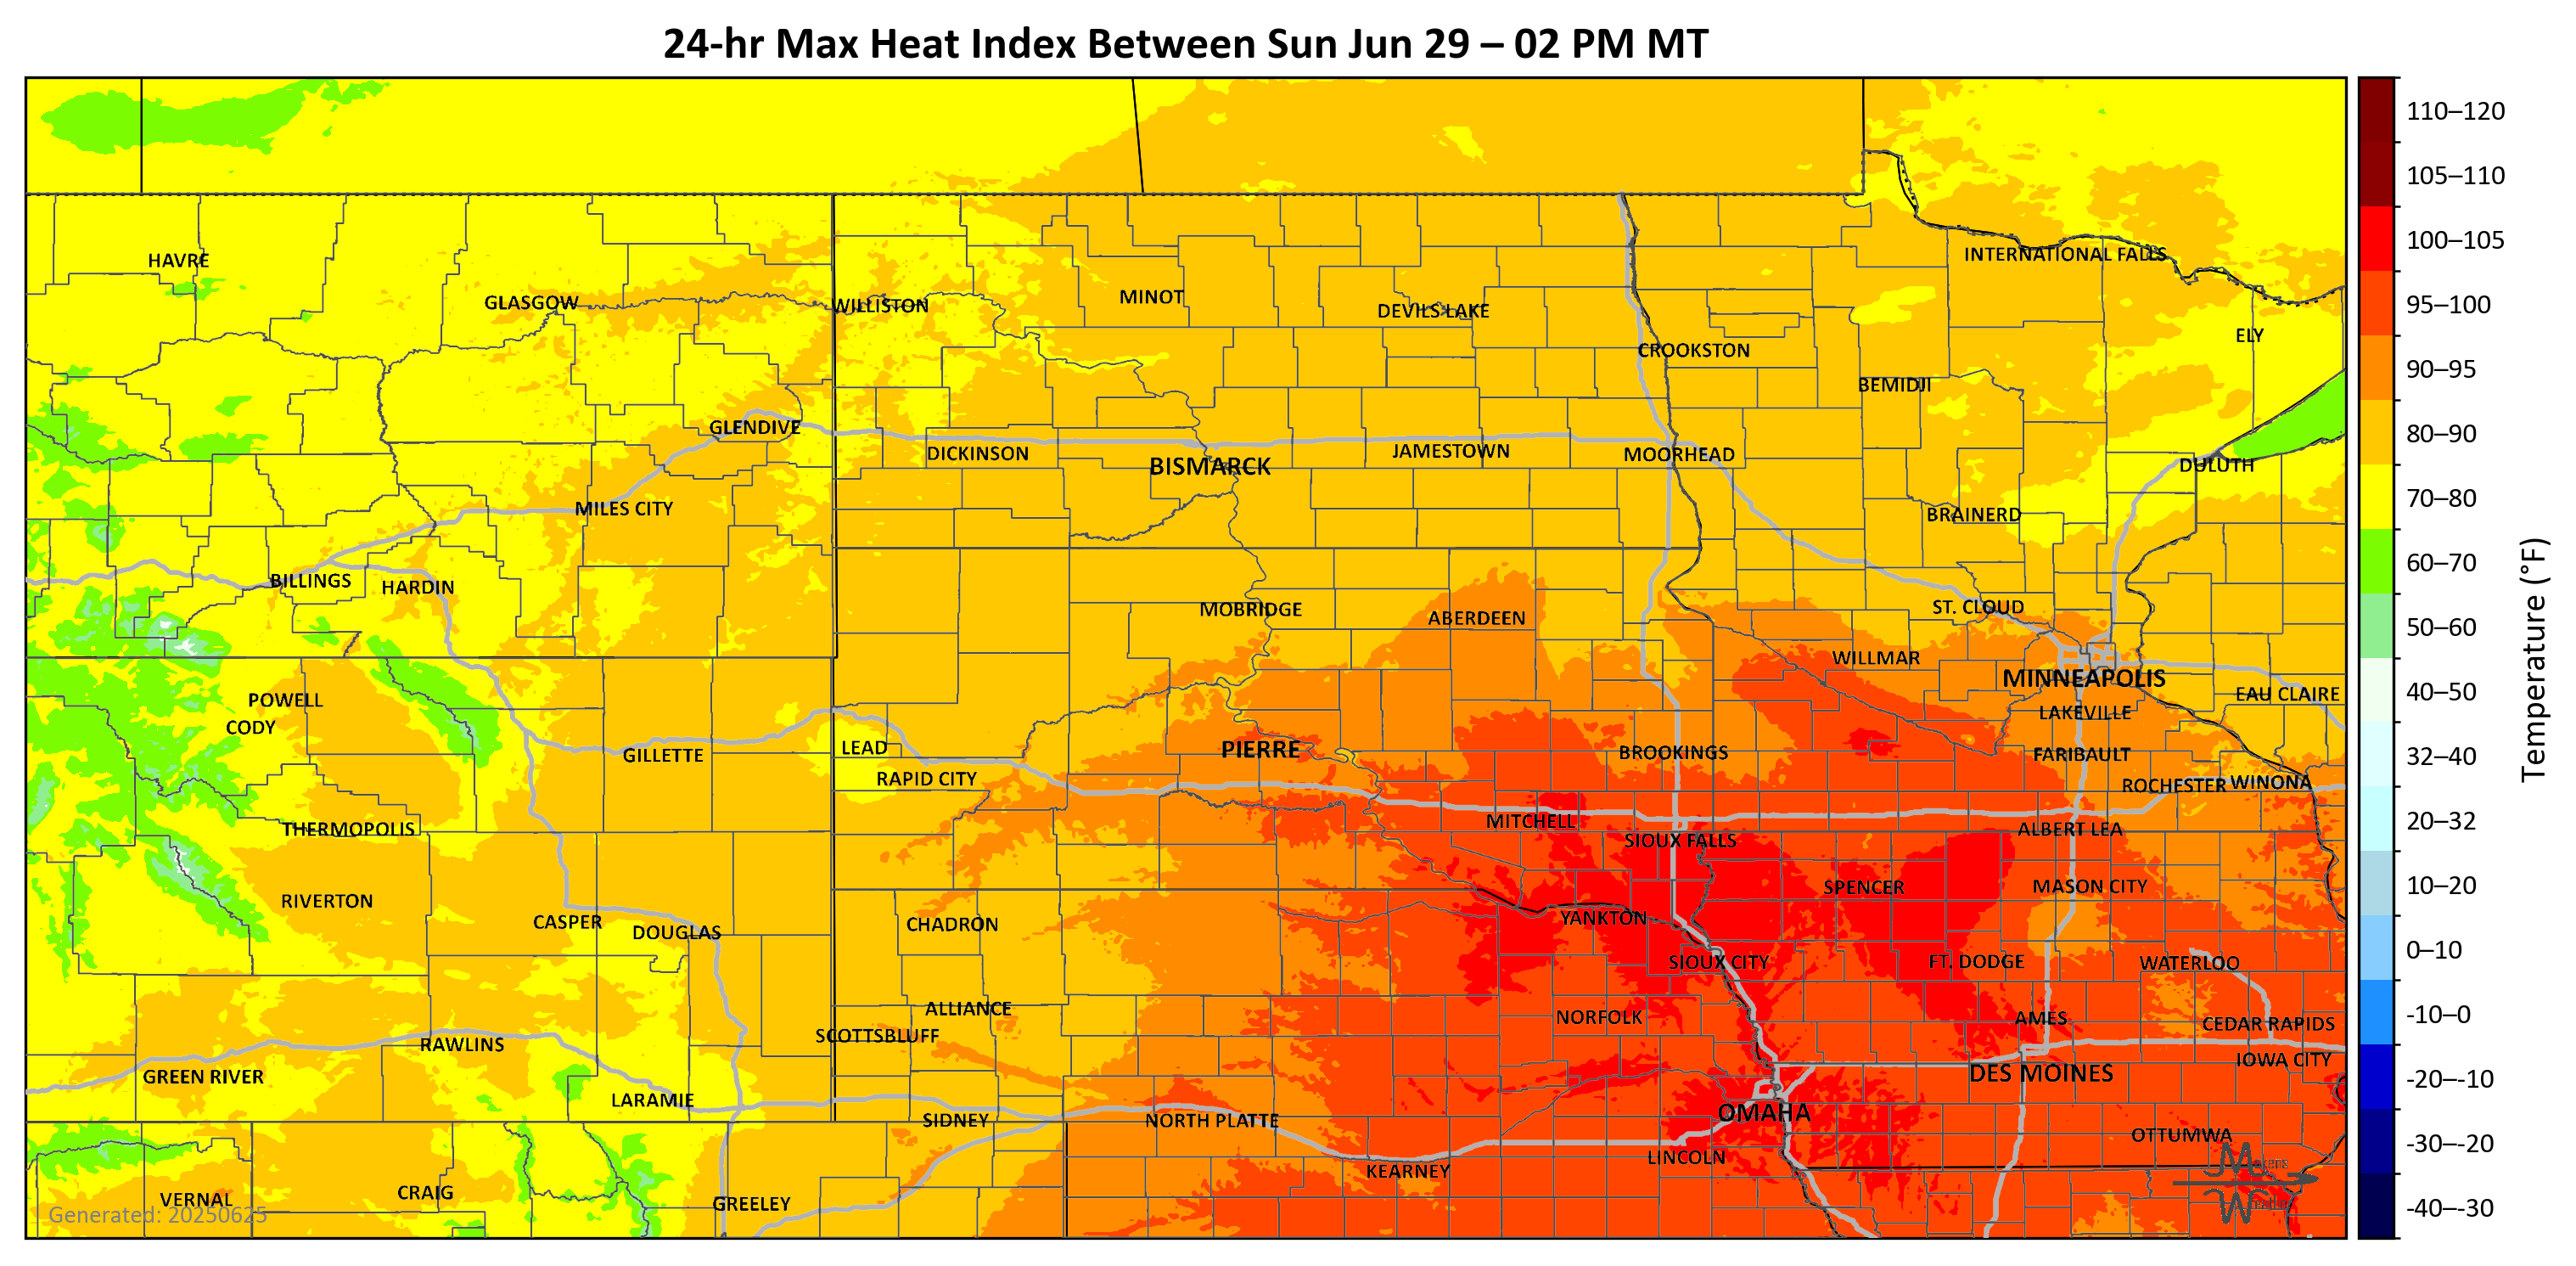 24-hr Max Heat Index Between Sun Jun 29 – 02 PM MT
110–120
105–110
100–105
95–100
90–95
80–90
70–80
60–70
50–60
40–50
32–40
20–32
10–20
0–10
-10–0
-20–-10
-30–-20
-40–-30
Temperature (°F)
HAVRE
INTERNATIONAL FALLS
GLASGOW
WILLISTON
MINOT
DEVILS LAKE
ELY
CROOKSTON
BEMIDJI
GLENDIVE
DICKINSON
BISMARCK
JAMESTOWN
MOORHEAD
DULUTH
MILES CITY
BRAINERD
BILLINGS
HARDIN
MOBRIDGE
ABERDEEN
ST. CLOUD
WILLMAR
MINNEAPOLIS
POWELL
EAU CLAIRE
CODY
LAKEVILLE
GILLETTE
LEAD
PIERRE
BROOKINGS
FARIBAULT
RAPID CITY
ROCHESTER
WINONA
THERMOPOLIS
MITCHELL
ALBERT LEA
SIOUX FALLS
RIVERTON
SPENCER
MASON CITY
CASPER
DOUGLAS
CHADRON
YANKTON
SIOUX CITY
FT. DODGE
WATERLOO
ALLIANCE
NORFOLK
AMES
CEDAR RAPIDS
SCOTTSBLUFF
RAWLINS
IOWA CITY
GREEN RIVER
DES MOINES
LARAMIE
SIDNEY
NORTH PLATTE
OMAHA
OTTUMWA
LINCOLN
KEARNEY
VERNAL
CRAIG
GREELEY
Generated: 20250625